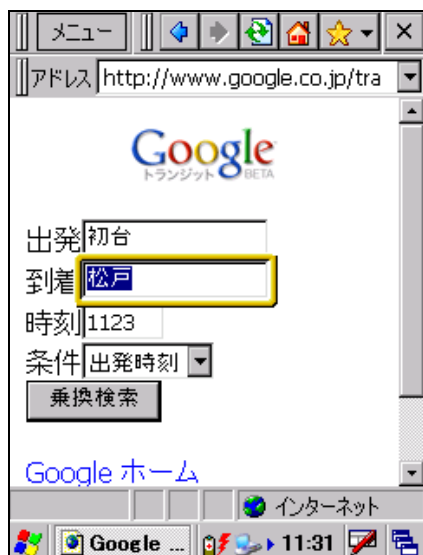 メニュー
アドレス http://www.google.co.jp/tra
Google
トランジット BETA
出発 初台
到着 松戸
時刻 1123
条件 出発時刻
乗換検索
Google ホーム
インターネット
Google ... 11:31